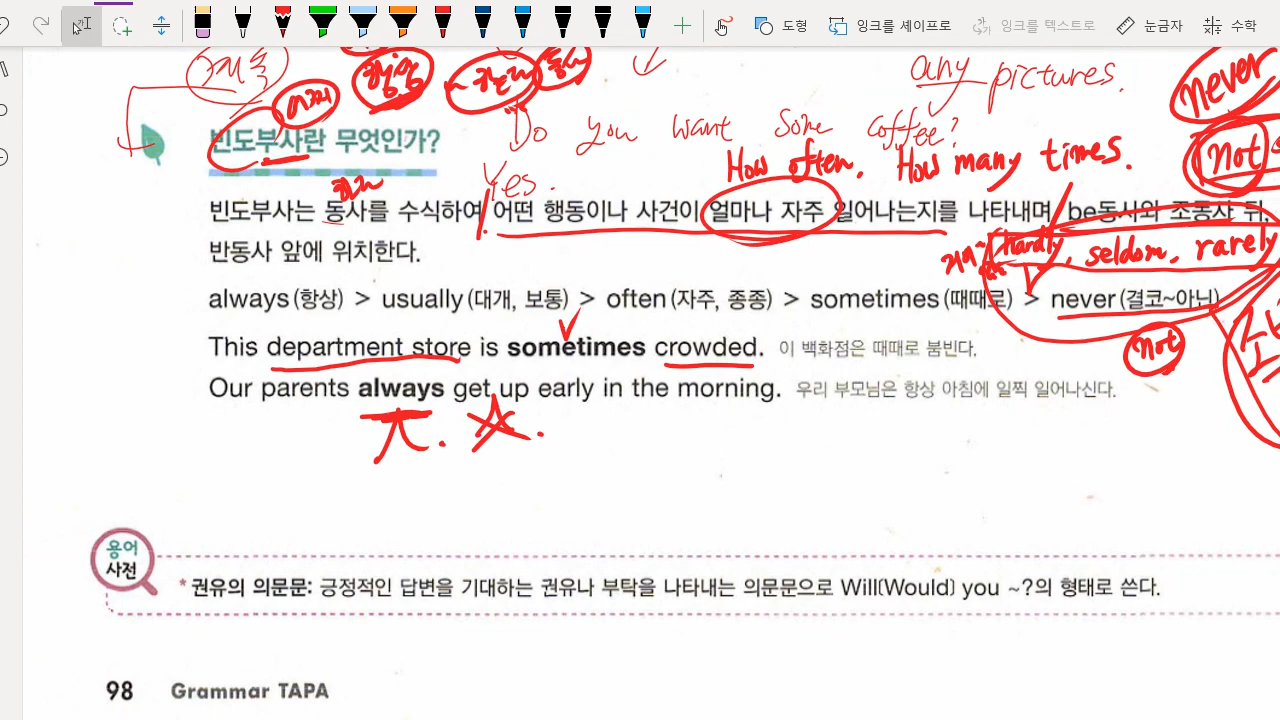 도형 잉크를 셰이프로 잉크를 텍스트로 눈금자 수학
any pictures.
never
Do you want some coffee?
빈도부사란 무엇인가?
How often, How many times.
not
Yes.
빈도부사는 동사를 수식하여 어떤 행동이나 사건이 얼마나 자주 일어나는지를 나타내며, be동사와 조동사 뒤,
hardly, seldom, rarely
반동사 앞에 위치한다.
always(항상) > usually(대개, 보통) > often(자주, 종종) > sometimes(때때로) > never(결코~아닌)
This department store is sometimes crowded. 이 백화점은 때때로 붐빈다.
not
Our parents always get up early in the morning. 우리 부모님은 항상 아침에 일찍 일어나신다.
용어
사전
* 권유의 의문문: 긍정적인 답변을 기대하는 권유나 부탁을 나타내는 의문문으로 Will(Would) you ~?의 형태로 쓴다.
98 Grammar TAPA